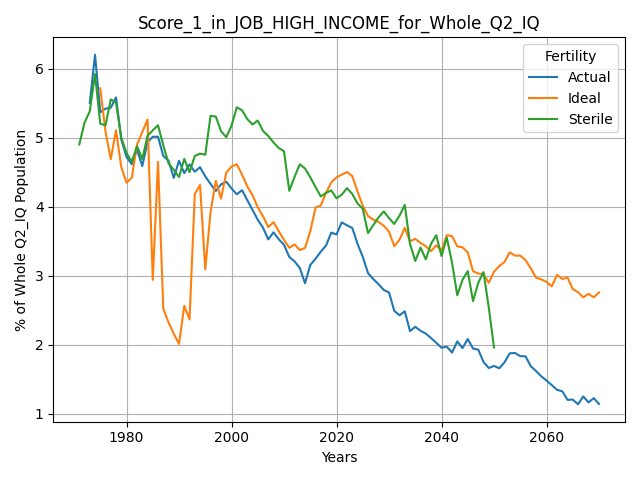 Score_1_in_JOB_HIGH_INCOME_for_Whole_Q2_IQ
Fertility
Actual
Ideal
Sterile
% of Whole Q2_IQ Population
6
5
4
3
2
1
1980 2000 2020 2040 2060
Years